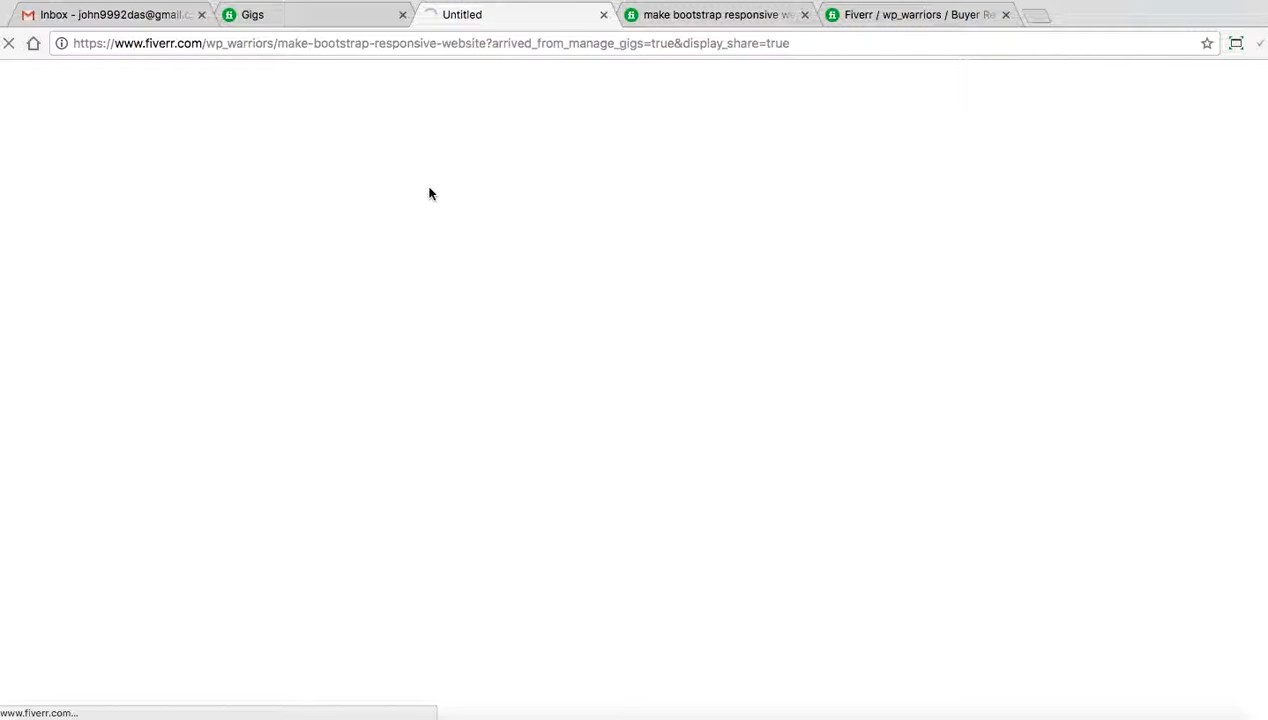 Inbox - john9992das@gmail.c
Gigs
Untitled
make bootstrap responsive we
Fiverr / wp_warriors / Buyer Re
https://www.fiverr.com/wp_warriors/make-bootstrap-responsive-website?arrived_from_manage_gigs=true&display_share=true
www.fiverr.com...